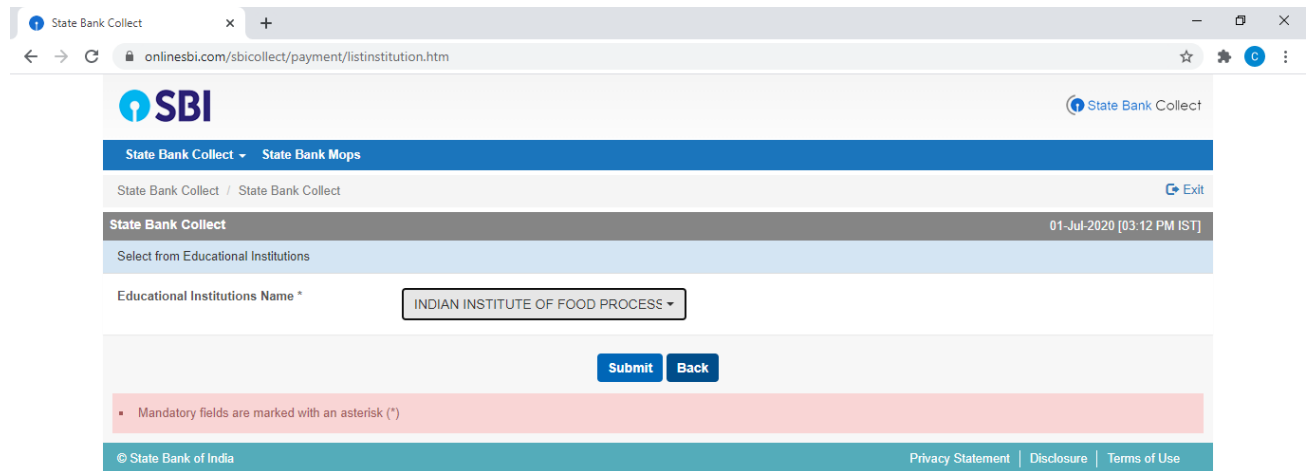 State Bank Collect
onlinesbi.com/sbicollect/payment/listinstitution.htm
C
SBI
State Bank Collect
State Bank Collect State Bank Mops
State Bank Collect / State Bank Collect
Exit
State Bank Collect
01-Jul-2020 [03:12 PM IST]
Select from Educational Institutions
Educational Institutions Name *
INDIAN INSTITUTE OF FOOD PROCESS
Submit Back
Mandatory fields are marked with an asterisk (*)
© State Bank of India
Privacy Statement | Disclosure | Terms of Use